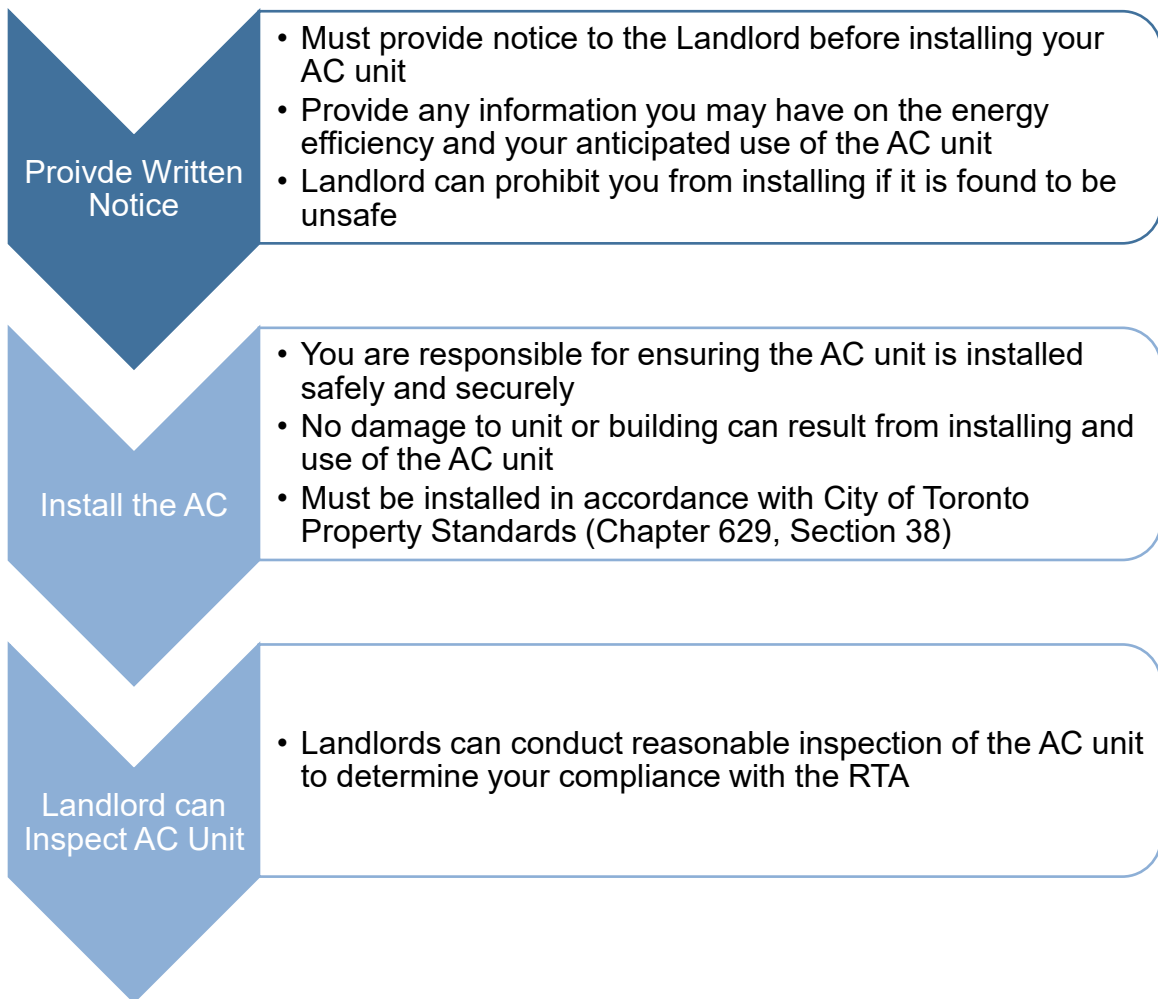 Proivde Written
Notice
• Must provide notice to the Landlord before installing your
AC unit
• Provide any information you may have on the energy
efficiency and your anticipated use of the AC unit
• Landlord can prohibit you from installing if it is found to be
unsafe
Install the AC
• You are responsible for ensuring the AC unit is installed
safely and securely
• No damage to unit or building can result from installing and
use of the AC unit
• Must be installed in accordance with City of Toronto
Property Standards (Chapter 629, Section 38)
Landlord can
Inspect AC Unit
• Landlords can conduct reasonable inspection of the AC unit
to determine your compliance with the RTA